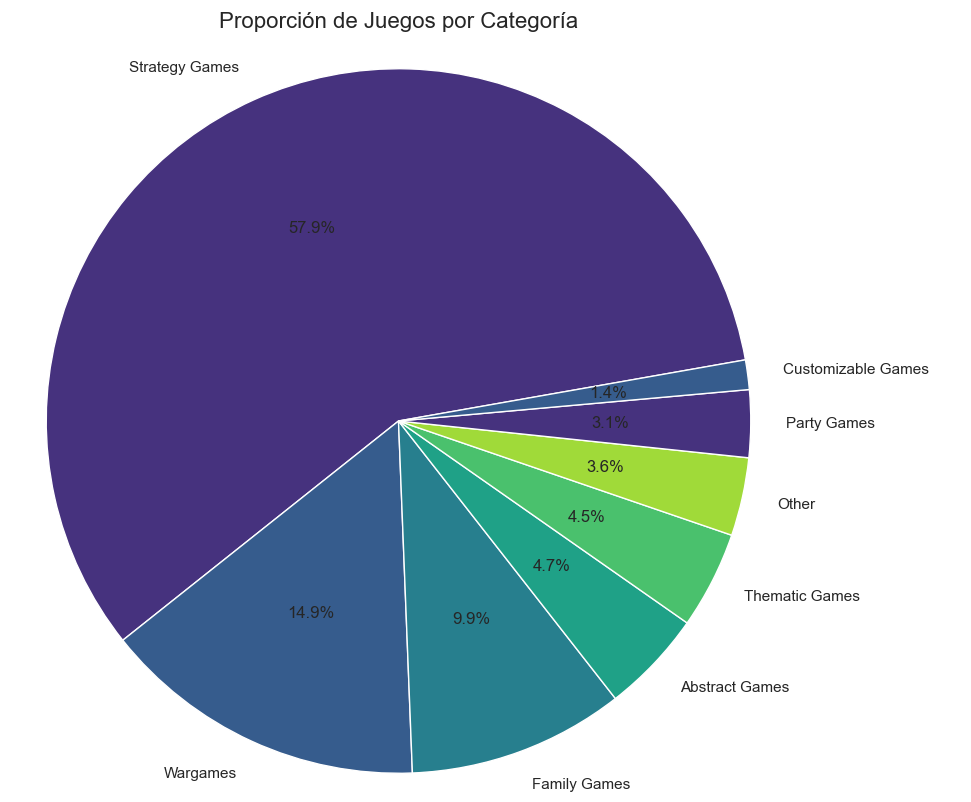 Proporción de Juegos por Categoría
Strategy Games
57.9%
Customizable Games
1.4%
Party Games
3.1%
Other
3.6%
Thematic Games
4.5%
Abstract Games
4.7%
Family Games
9.9%
Wargames
14.9%